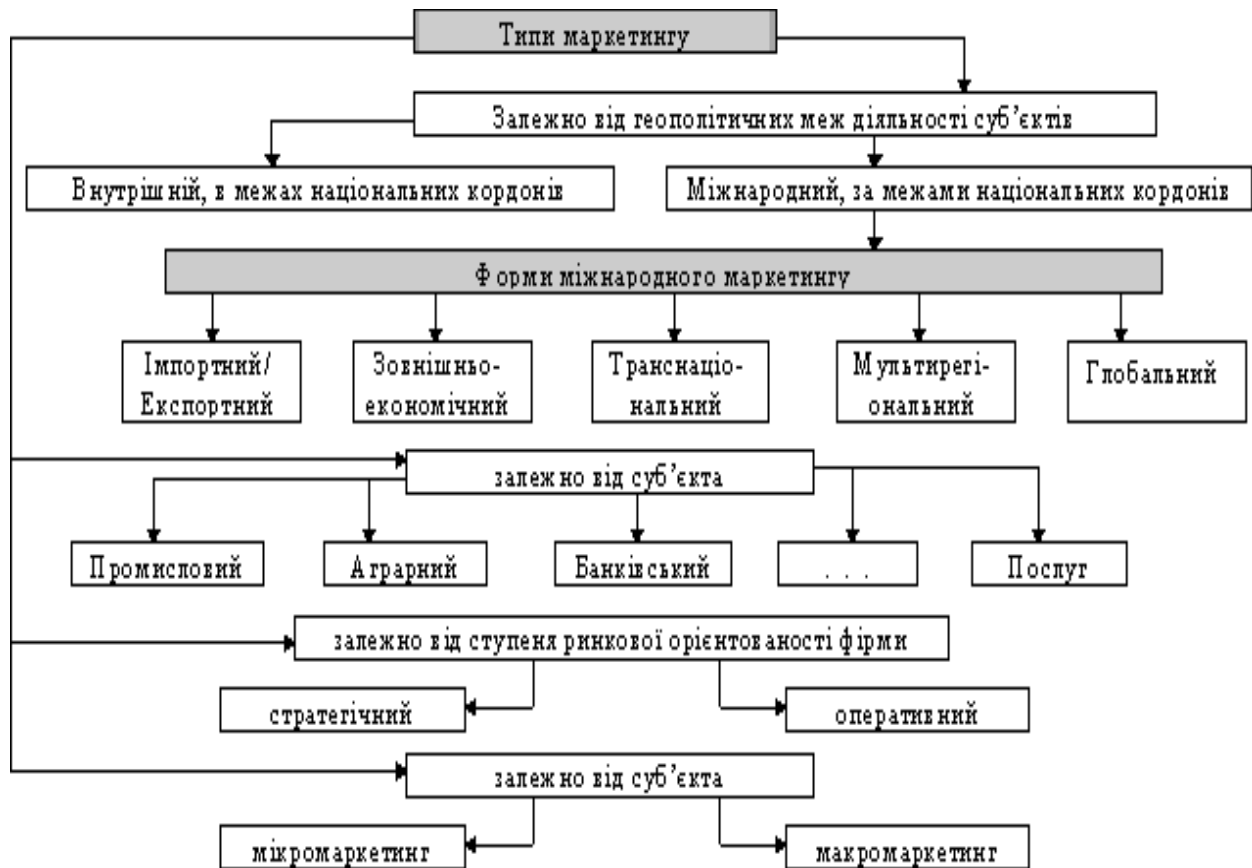 Типи маркетингу
Залежно від геополітичних меж діяльності суб’єктів
Внутрішній, в межах національних кордонів
Міжнародний, за межами національних кордонів
Форми міжнародного маркетингу
Імпортний/
Експортний
Зовнішньо-
економічний
Транснаціо-
нальний
Мультирегі-
ональний
Глобальний
залежно від суб’єкта
Промисловий
Аграрний
Банківський
. . .
Послуг
залежно від ступеня ринкової орієнтованості фірми
стратегічний
оперативний
залежно від суб’єкта
мікромаркетинг
макромаркетинг